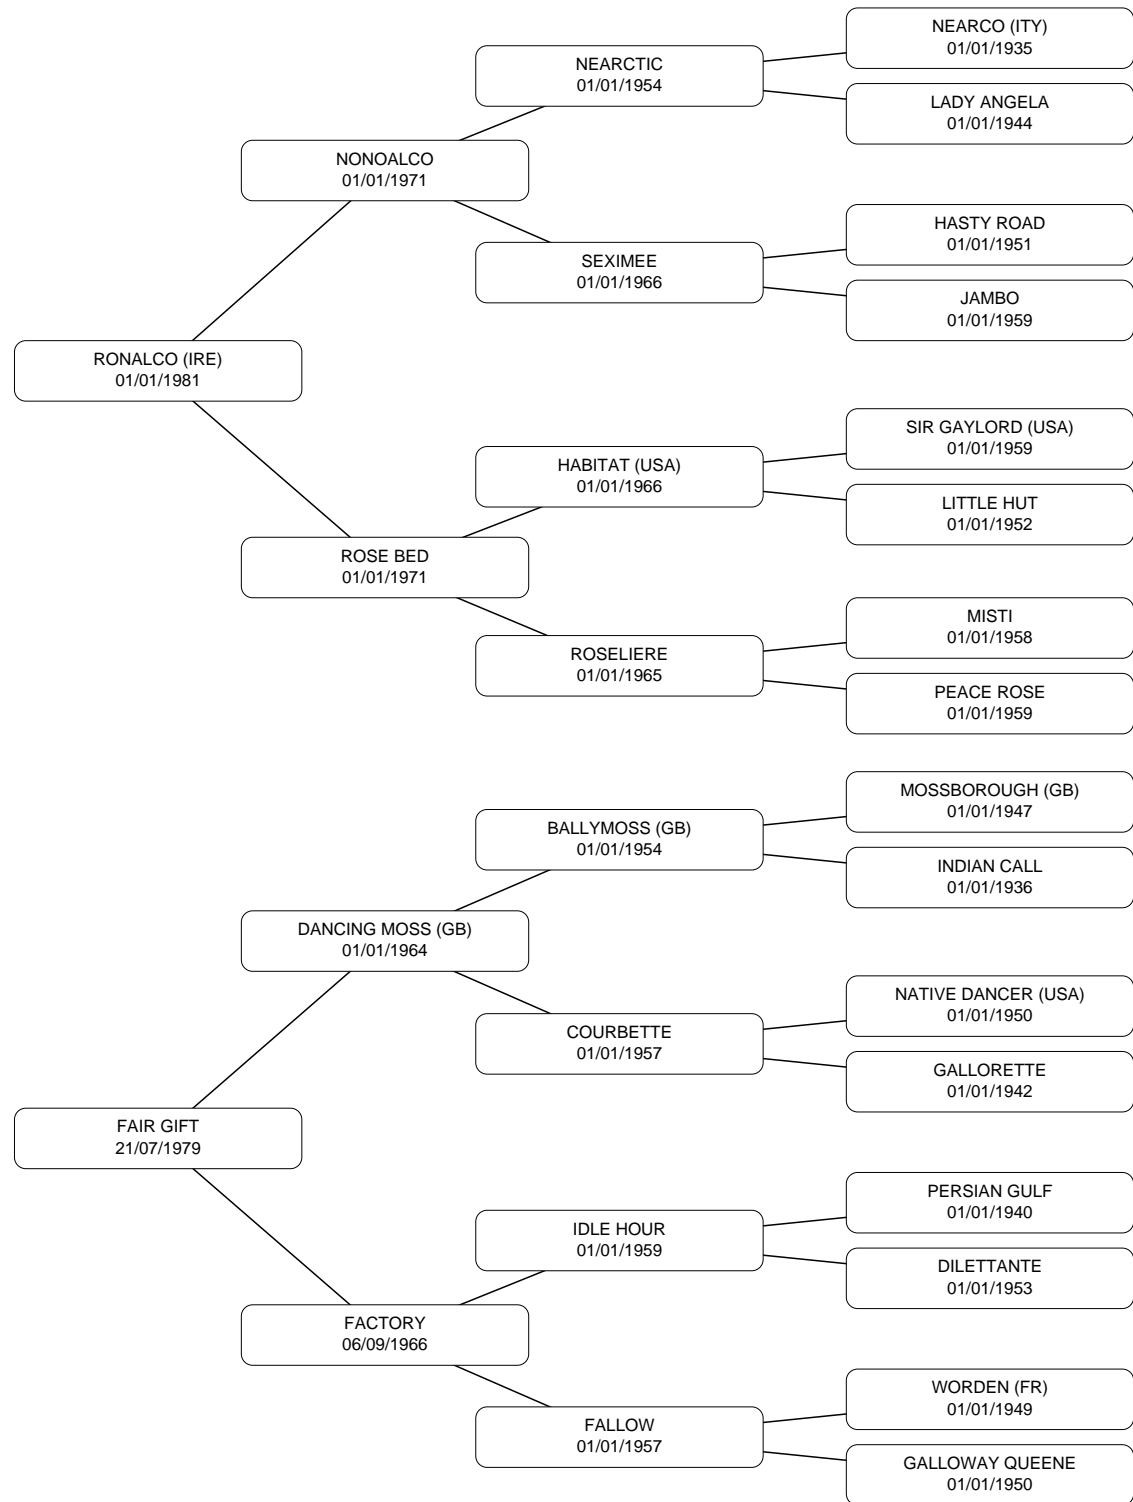 NEARCO (ITY)
01/01/1935
NEARCTIC
01/01/1954
LADY ANGELA
01/01/1944
NONOALCO
01/01/1971
HASTY ROAD
01/01/1951
SEXIMEE
01/01/1966
JAMBO
01/01/1959
RONALCO (IRE)
01/01/1981
SIR GAYLORD (USA)
01/01/1959
HABITAT (USA)
01/01/1966
LITTLE HUT
01/01/1952
ROSE BED
01/01/1971
MISTI
01/01/1958
ROSELIERE
01/01/1965
PEACE ROSE
01/01/1959
MOSSBOROUGH (GB)
01/01/1947
BALLYMOSS (GB)
01/01/1954
INDIAN CALL
01/01/1936
DANCING MOSS (GB)
01/01/1964
NATIVE DANCER (USA)
01/01/1950
COURBETTE
01/01/1957
GALLORETTE
01/01/1942
FAIR GIFT
21/07/1979
PERSIAN GULF
01/01/1940
IDLE HOUR
01/01/1959
DILETTANTE
01/01/1953
FACTORY
06/09/1966
WORDEN (FR)
01/01/1949
FALLOW
01/01/1957
GALLOWAY QUEENE
01/01/1950